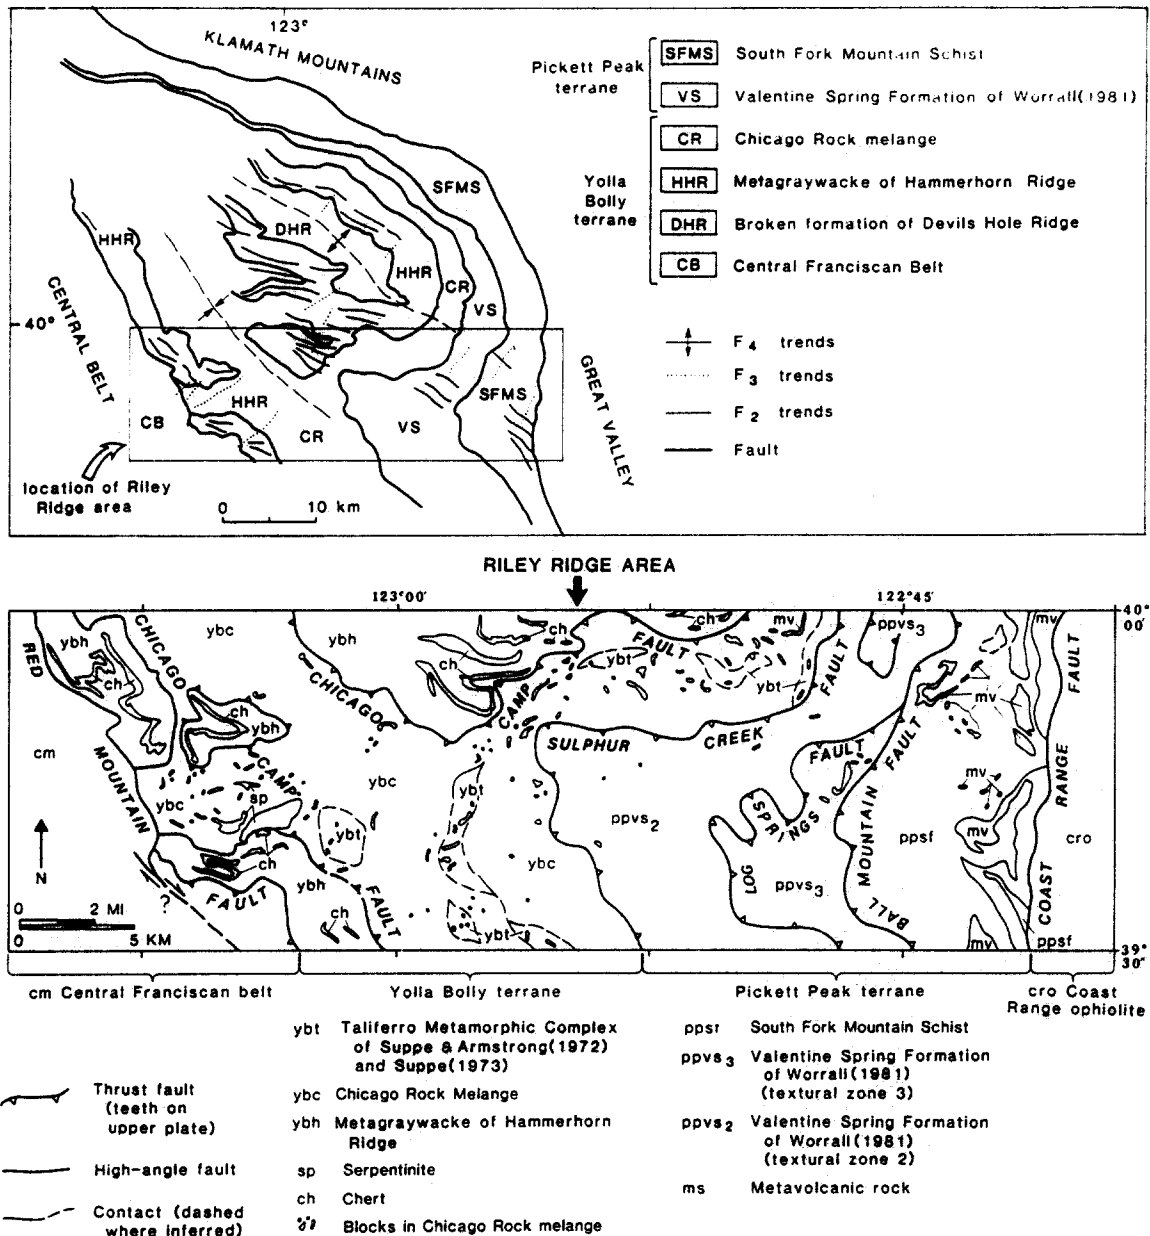 123°
KLAMATH MOUNTAINS
Pickett Peak
terrane
SFMS South Fork Mountain Schist
VS Valentine Spring Formation of Worrall(1981)
Yolla
Bolly
terrane
CR Chicago Rock melange
HHR Metagraywacke of Hammerhorn Ridge
DHR Broken formation of Devils Hole Ridge
CB Central Franciscan Belt
F4 trends
F3 trends
F2 trends
Fault
SFMS
DHR
HHR
HHR
CR
VS
40°
CENTRAL BELT
GREAT VALLEY
SFMS
HHR
CB
CR
VS
location of Riley
Ridge area
0 10 km
RILEY RIDGE AREA
123°00'
122°45'
40°
00'
ybh
CHICAGO
ybc
ybh
ch
FAULT
ch
mv
ppvs3
mv
RED
ch
ch
ybt
ybt
FAULT
FAULT
CHICAGO
CAMP
mv
ch
ybh
SULPHUR CREEK
FAULT
FAULT
cm
MOUNTAIN
CAMP
ybc
sp
ybc
ybt
ybt
ppvs2
SPRINGS
MOUNTAIN
ppsf
mv
mv
RANGE
cro
ch
ybh
ybc
LOG
ppvs3
BALL
COAST
N
FAULT
FAULT
?
ch
ybt
mv
ppsf
0 2 MI
0 5 KM
39°
30'
cm Central Franciscan belt
Yolla Bolly terrane
Pickett Peak terrane
cro Coast
Range ophiolite
ybt Taliferro Metamorphic Complex
of Suppe & Armstrong(1972)
and Suppe(1973)
ybc Chicago Rock Melange
ybh Metagraywacke of Hammerhorn
Ridge
sp Serpentinite
ch Chert
Blocks in Chicago Rock melange
ppsf South Fork Mountain Schist
ppvs3 Valentine Spring Formation
of Worrall(1981)
(textural zone 3)
ppvs2 Valentine Spring Formation
of Worrall(1981)
(textural zone 2)
ms Metavolcanic rock
Thrust fault
(teeth on
upper plate)
High-angle fault
Contact (dashed
where inferred)